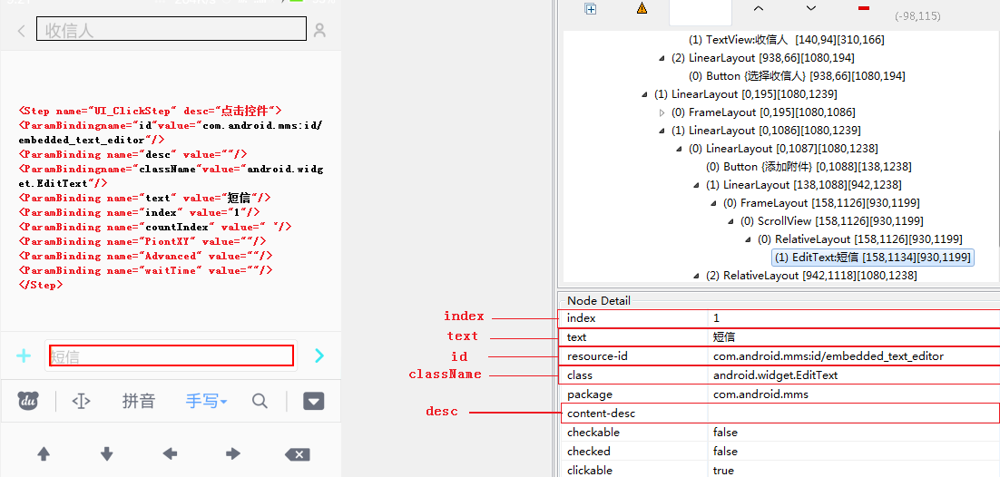 (-98,115)
收信人
(1) TextView:收信人 [140,94][310,166]
(2) LinearLayout [938,66][1080,194]
(0) Button {选择收信人} [938,66][1080,194]
(1) LinearLayout [0,195][1080,1239]
(0) FrameLayout [0,195][1080,1086]
(1) LinearLayout [0,1086][1080,1239]
(0) LinearLayout [0,1087][1080,1238]
(0) Button {添加附件} [0,1088][138,1238]
(1) LinearLayout [138,1088][942,1238]
(0) FrameLayout [158,1126][930,1199]
(0) ScrollView [158,1126][930,1199]
(0) RelativeLayout [158,1126][930,1199]
(1) EditText:短信 [158,1134][930,1199]
(2) RelativeLayout [942,1118][1080,1238]
<Step name="UI_ClickStep" desc="点击控件">
<ParamBindingname="id"value="com.android.mms:id/
embedded_text_editor"/>
<ParamBinding name="desc" value=""/>
<ParamBindingname="className"value="android.widg
et.EditText"/>
<ParamBinding name="text" value="短信"/>
<ParamBinding name="index" value="1"/>
<ParamBinding name="countIndex" value=" "/>
<ParamBinding name="PiontXY" value=""/>
<ParamBinding name="Advanced" value=""/>
<ParamBinding name="waitTime" value=""/>
</Step>
短信
du
拼音
手写
index
text
id
className
desc
Node Detail
index 1
text 短信
resource-id com.android.mms:id/embedded_text_editor
class android.widget.EditText
package com.android.mms
content-desc
checkable false
checked false
clickable true